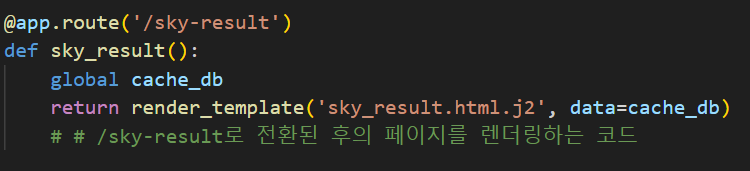 @app.route('/sky-result')
def sky_result():
    global cache_db
    return render_template('sky_result.html.j2', data=cache_db)
    # # /sky-result로 전환된 후의 페이지를 렌더링하는 코드